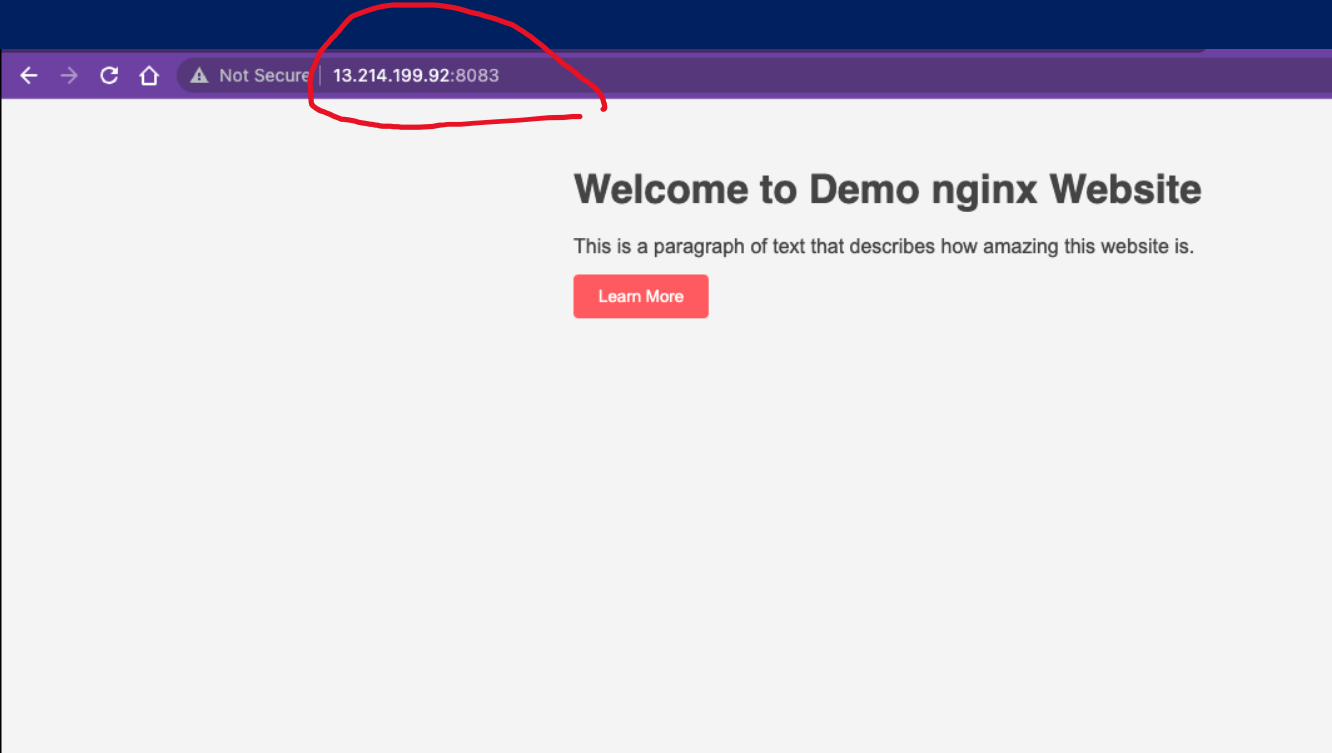 Not Secure 13.214.199.92:8083
Welcome to Demo nginx Website
This is a paragraph of text that describes how amazing this website is.
Learn More